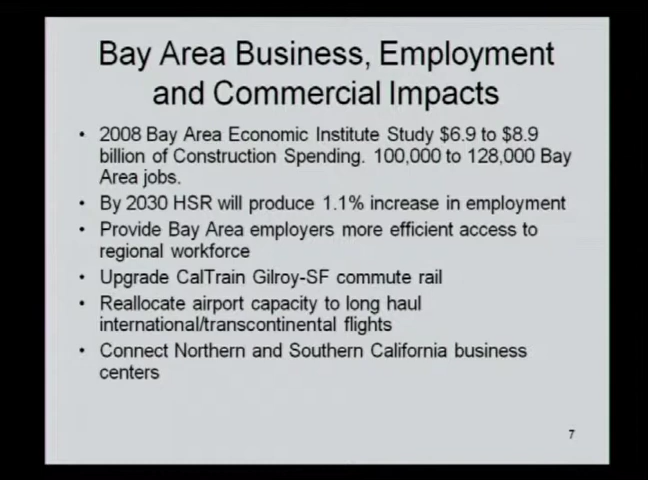 Bay Area Business, Employment
and Commercial Impacts
• 2008 Bay Area Economic Institute Study $6.9 to $8.9
billion of Construction Spending. 100,000 to 128,000 Bay
Area jobs.
• By 2030 HSR will produce 1.1% increase in employment
• Provide Bay Area employers more efficient access to
regional workforce
• Upgrade CalTrain Gilroy-SF commute rail
• Reallocate airport capacity to long haul
international/transcontinental flights
• Connect Northern and Southern California business
centers
7